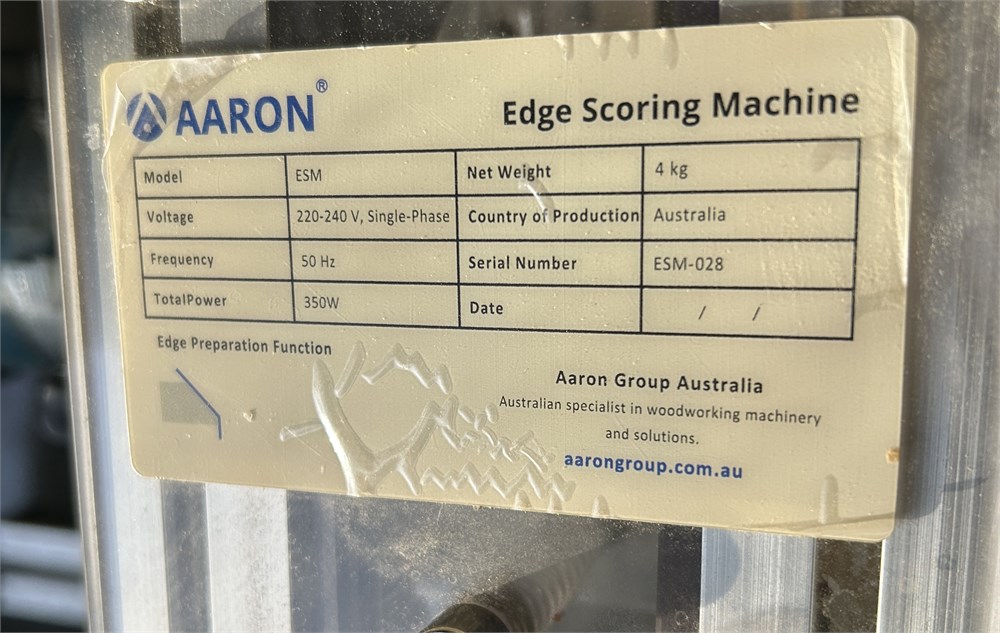 AARON®
Edge Scoring Machine
Model ESM Net Weight 4 kg
Voltage 220-240 V, Single-Phase Country of Production Australia
Frequency 50 Hz Serial Number ESM-028
TotalPower 350W Date / /
Edge Preparation Function
Aaron Group Australia
Australian specialist in woodworking machinery
and solutions.
aarongroup.com.au